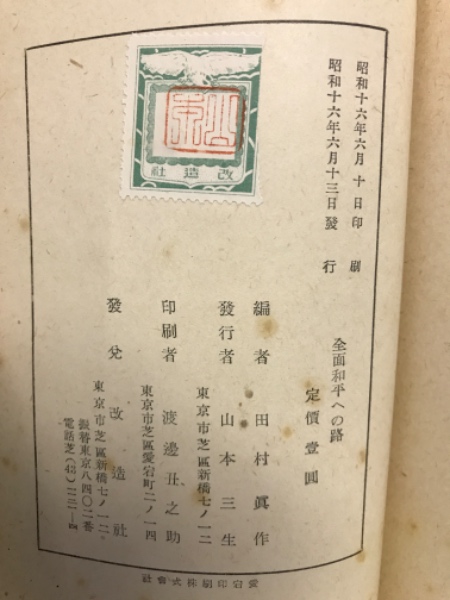 昭和十六年六月十日印刷
昭和十六年六月十三日發行
全面和平への路
定價壹圓
編者 田村眞作
發行者 山本三生
東京市芝區新橋七ノ一二
印刷者 渡邊丑之助
東京市芝區愛宕町二ノ一四
發兌 改造社
東京市芝區新橋七ノ一二
振替東京八四〇二番
電話芝(43)
社造改
社會式株刷印宕愛